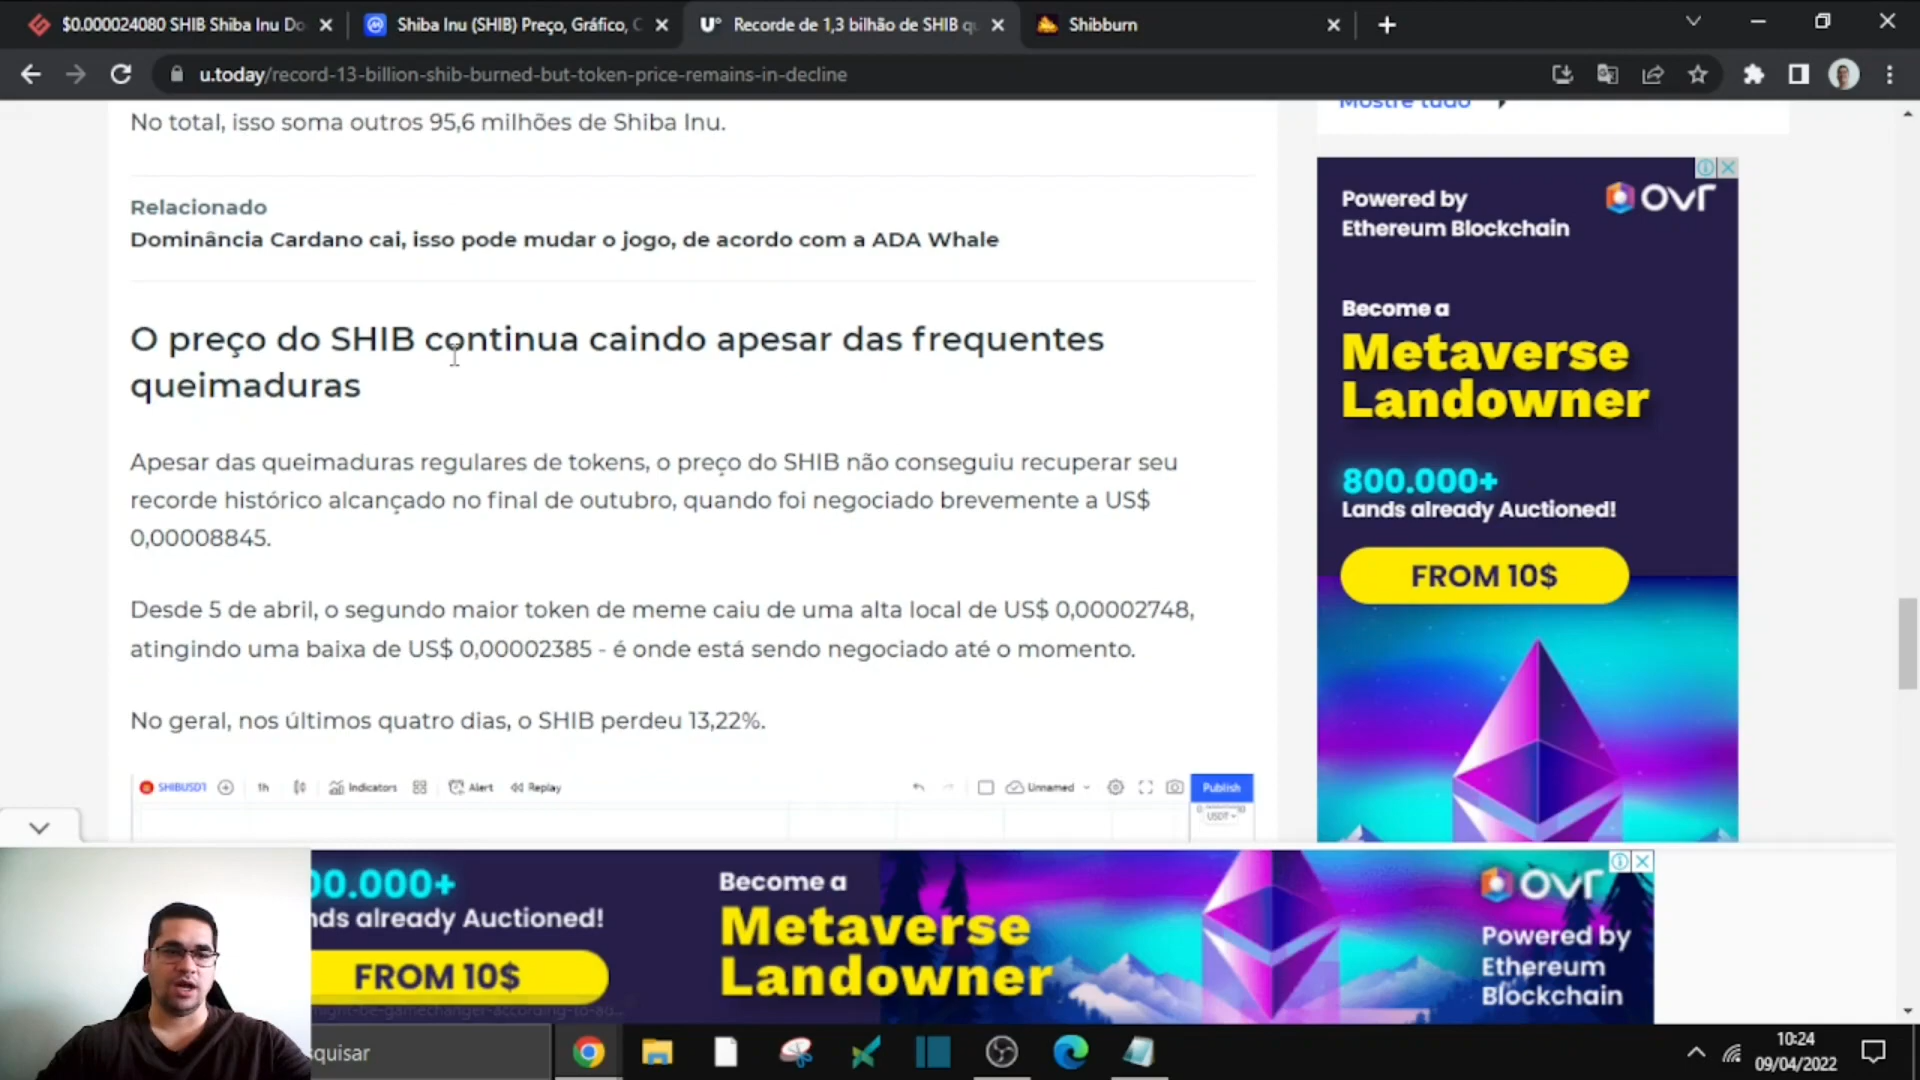 $0.000024080 SHIB Shiba Inu Do
Shiba Inu (SHIB) Preço, Gráfico, C
Recorde de 1,3 bilhão de SHIB qu
Shibburn
u.today/record-13-billion-shib-burned-but-token-price-remains-in-decline
Mostre tudo
No total, isso soma outros 95,6 milhões de Shiba Inu.
Relacionado
Dominância Cardano cai, isso pode mudar o jogo, de acordo com a ADA Whale
O preço do SHIB continua caindo apesar das frequentes
queimaduras
Apesar das queimaduras regulares de tokens, o preço do SHIB não conseguiu recuperar seu
recorde histórico alcançado no final de outubro, quando foi negociado brevemente a US$
0,00008845.
Desde 5 de abril, o segundo maior token de meme caiu de uma alta local de US$ 0,00002748,
atingindo uma baixa de US$ 0,00002385 - é onde está sendo negociado até o momento.
No geral, nos últimos quatro dias, o SHIB perdeu 13,22%.
SHIBUSDT 1h Indicators Alert Replay Unnamed Publish
USDT
Powered by
Ethereum Blockchain
ovr
Become a
Metaverse
Landowner
800.000+
Lands already Auctioned!
FROM 10$
00.000+
nds already Auctioned!
FROM 10$
Become a
Metaverse
Landowner
ovr
Powered by
Ethereum
Blockchain
squisar
10:24
09/04/2022